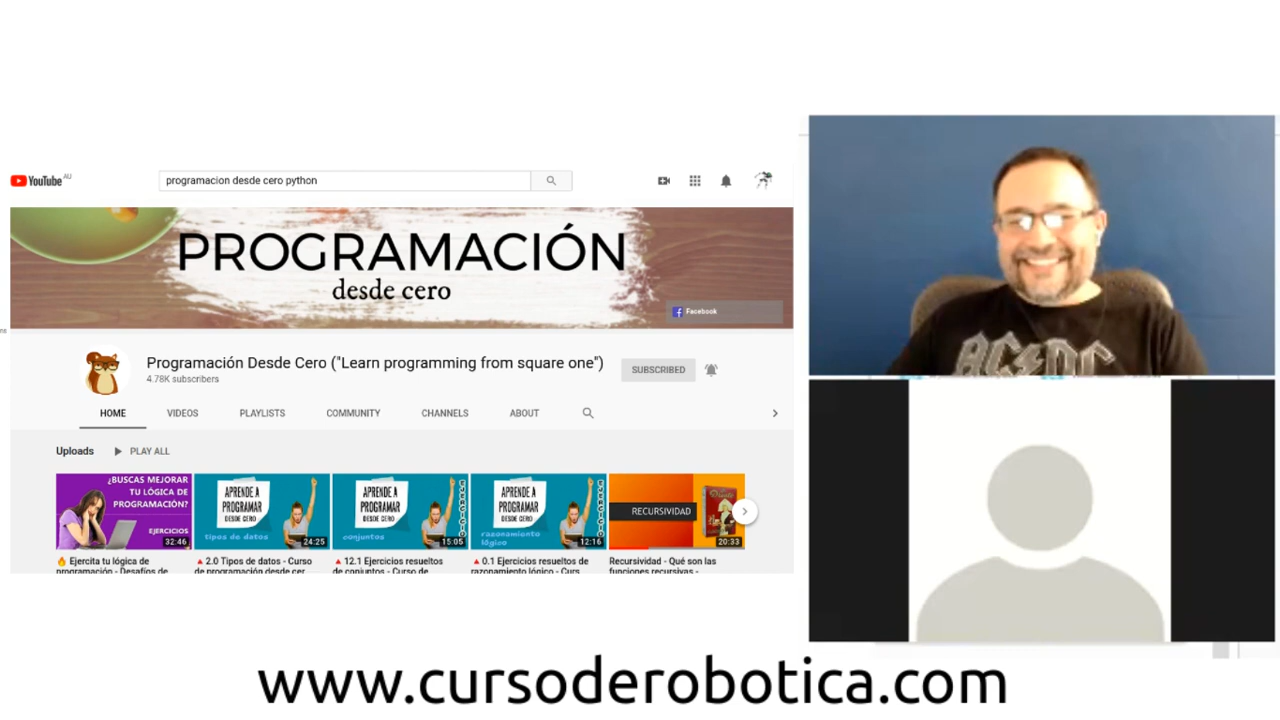 YouTube AU
programacion desde cero python
PROGRAMACIÓN
desde cero
Facebook
Programación Desde Cero ("Learn programming from square one")
4.78K subscribers
SUBSCRIBED
HOME VIDEOS PLAYLISTS COMMUNITY CHANNELS ABOUT
Uploads PLAY ALL
¿BUSCAS MEJORAR
TU LÓGICA DE
PROGRAMACIÓN?
EJERCICIOS
32:46
APRENDE A
PROGRAMAR
DESDE CERO
tipos de datos
24:25
APRENDE A
PROGRAMAR
DESDE CERO
conjuntos
15:05
APRENDE A
PROGRAMAR
DESDE CERO
razonamiento
lógico
12:16
RECURSIVIDAD
20:33
Ejercita tu lógica de
programación - Desafíos de
2.0 Tipos de datos - Curso
de programación desde cer
12.1 Ejercicios resueltos
de conjuntos - Curso de
0.1 Ejercicios resueltos de
razonamiento lógico - Curs
Recursividad - Qué son las
funciones recursivas -
AC DC
www.cursoderobotica.com